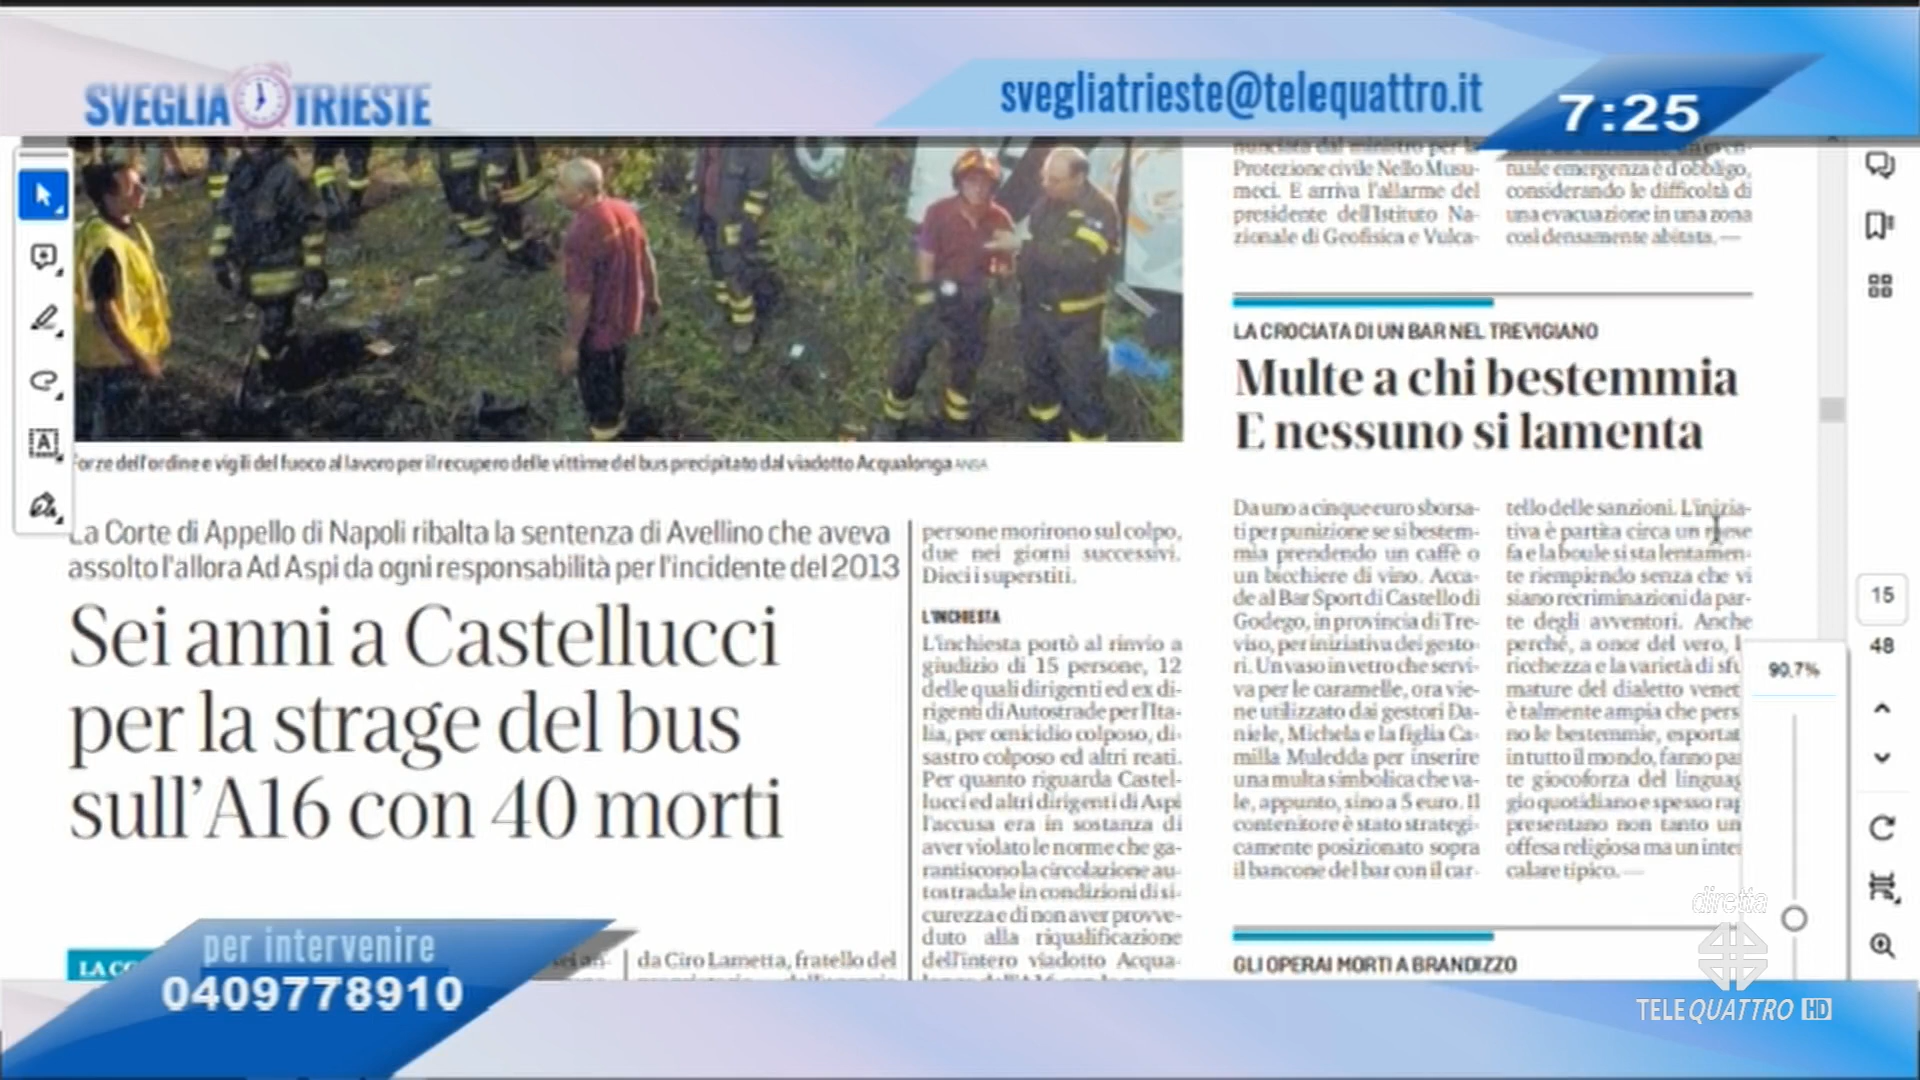 SVEGLIA TRIESTE
svegliatrieste@telequattro.it
7:25
orze dell'ordine e vigili del fuoco al lavoro per il recupero delle vittime del bus precipitato dal viadotto Acqualonga ANSA
La Corte di Appello di Napoli ribalta la sentenza di Avellino che aveva
assolto l'allora Ad Aspi da ogni responsabilità per l'incidente del 2013
Sei anni a Castellucci
per la strage del bus
sull'A16 con 40 morti
LA CO
da Ciro Lametta, fratello del
persone morirono sul colpo,
due nei giorni successivi.
Dieci i superstiti.
L'INCHIESTA
L'inchiesta portò al rinvio a
giudizio di 15 persone, 12
delle quali dirigenti ed ex di-
rigenti di Autostrade per l'Ita-
lia, per omicidio colposo, di-
sastro colposo ed altri reati.
Per quanto riguarda Castel-
lucci ed altri dirigenti di Aspi
l'accusa era in sostanza di
aver violato le norme che ga-
rantiscono la circolazione au-
tostradale in condizioni di si-
curezza e di non aver provve-
duto alla riqualificazione
dell'intero viadotto Acqua-
nunciata dal ministro per la
Protezione civile Nello Musu-
meci. E arriva l'allarme del
presidente dell'Istituto Na-
zionale di Geofisica e Vulca-
nuale emergenza è d'obbligo,
considerando le difficoltà di
una evacuazione in una zona
così densamente abitata.—
LA CROCIATA DI UN BAR NEL TREVIGIANO
Multe a chi bestemmia
E nessuno si lamenta
Da uno a cinque euro sborsa-
ti per punizione se si bestem-
mia prendendo un caffè o
un bicchiere di vino. Acca-
de al Bar Sport di Castello di
Godego, in provincia di Tre-
viso, per iniziativa dei gesto-
ri. Un vaso in vetro che servi-
va per le caramelle, ora vie-
ne utilizzato dai gestori Da-
niele, Michela e la figlia Ca-
milla Muledda per inserire
una multa simbolica che va-
le, appunto, sino a 5 euro. Il
contenitore è stato strategi-
camente posizionato sopra
il bancone del bar con il car-
tello delle sanzioni. L'inizia-
tiva è partita circa un mese
fa e la boule si sta lentamen-
te riempiendo senza che vi
siano recriminazioni da par-
te degli avventori. Anche
perché, a onor del vero, l
ricchezza e la varietà di sfu
mature del dialetto venet
è talmente ampia che pers
no le bestemmie, esportat
in tutto il mondo, fanno pa
te giocoforza del linguag
gio quotidiano e spesso rap
presentano non tanto un
offesa religiosa ma un inter
calare tipico.—
GLI OPERAI MORTI A BRANDIZZO
15
48
90,7%
per intervenire
0409778910
diretta
TELEQUATTRO HD